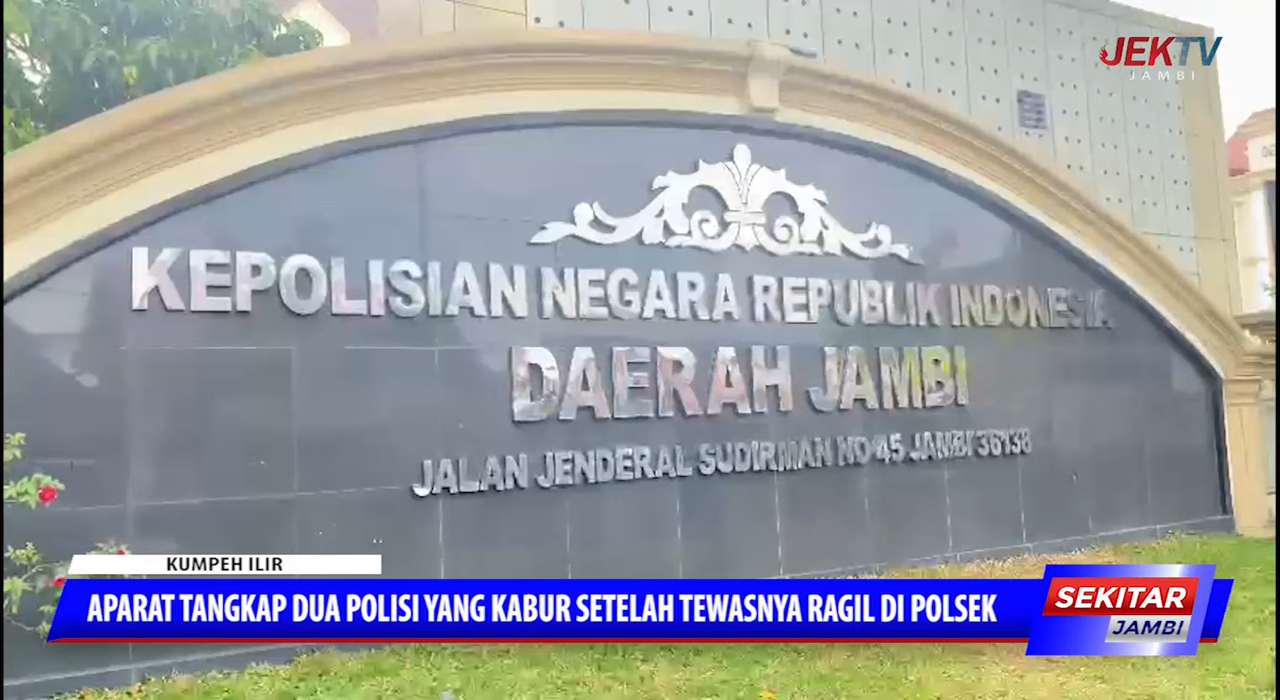 JEKTV
JAMBI
KEPOLISIAN NEGARA REPUBLIK INDONESIA
DAERAH JAMBI
JALAN JENDERAL SUDIRMAN NO 45 JAMBI 36138
KUMPEH ILIR
APARAT TANGKAP DUA POLISI YANG KABUR SETELAH TEWASNYA RAGIL DI POLSEK
SEKITAR
JAMBI